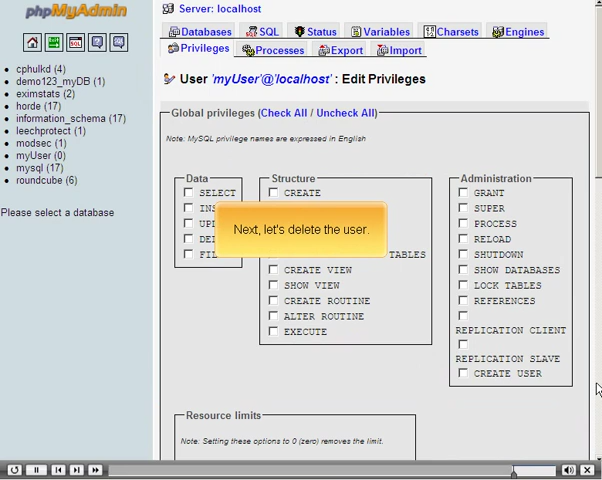 phpMyAdmin
SQL
cphulkd (4)
demo123_myDB (1)
eximstats (2)
horde (17)
information_schema (17)
leechprotect (1)
modsec (1)
myUser (0)
mysql (17)
roundcube (6)
Please select a database
Server: localhost
Databases SQL Status Variables Charsets Engines
Privileges Processes Export Import
User 'myUser'@'localhost' : Edit Privileges
Global privileges (Check All / Uncheck All)
Note: MySQL privilege names are expressed in English
Data
SELECT
Structure
CREATE
TABLES
CREATE VIEW
SHOW VIEW
CREATE ROUTINE
ALTER ROUTINE
EXECUTE
Administration
GRANT
SUPER
PROCESS
RELOAD
SHUTDOWN
SHOW DATABASES
LOCK TABLES
REFERENCES
REPLICATION CLIENT
REPLICATION SLAVE
CREATE USER
Next, let's delete the user.
Resource limits
Note: Setting these options to 0 (zero) removes the limit.